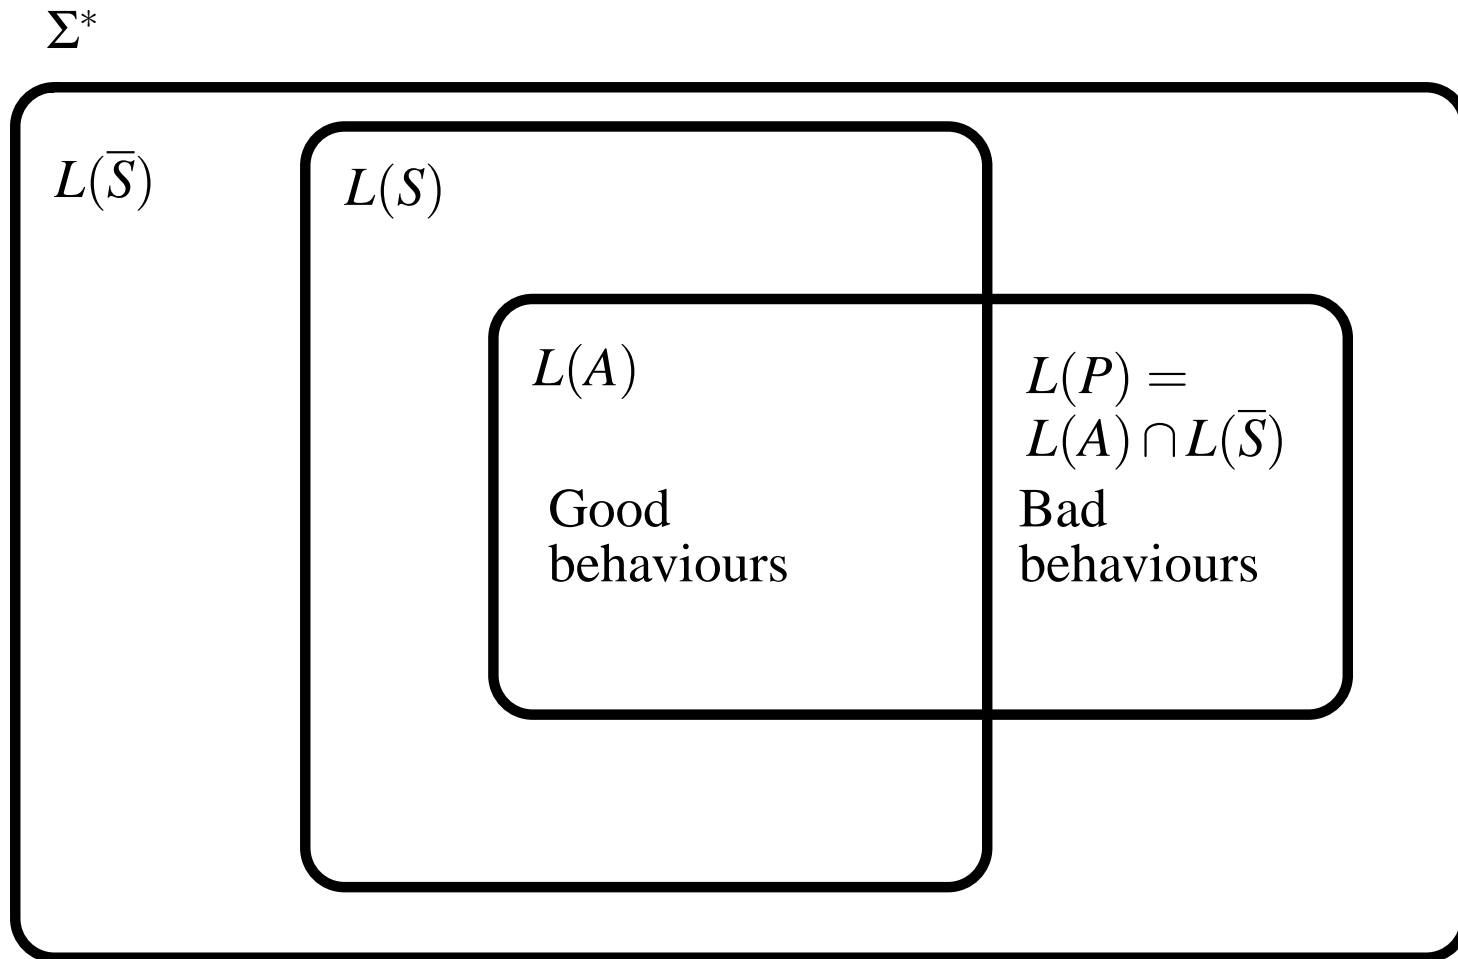 Σ*
L(S̅)
L(S)
L(A)
L(P) =
L(A) ∩ L(S̅)
Good
behaviours
Bad
behaviours